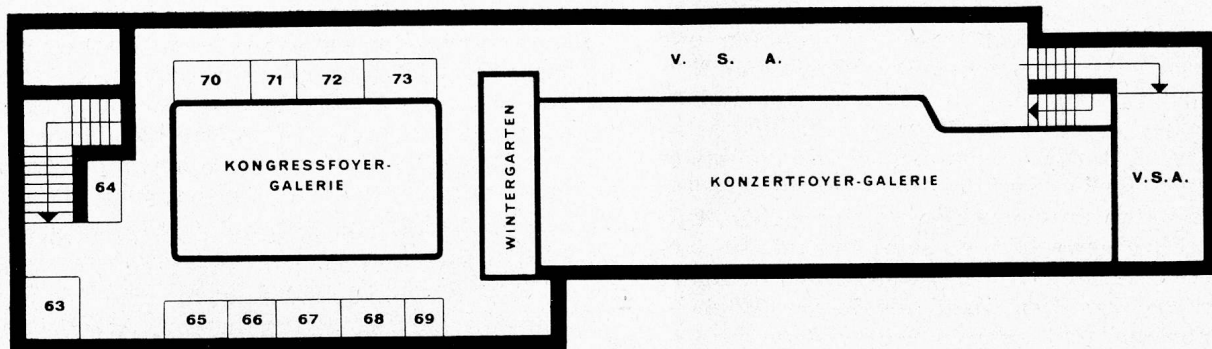 V. S. A.
70 71 72 73
WINTERGARTEN
KONGRESSFOYER-
GALERIE
64
KONZERTFOYER-GALERIE
V.S.A.
63
65 66 67 68 69